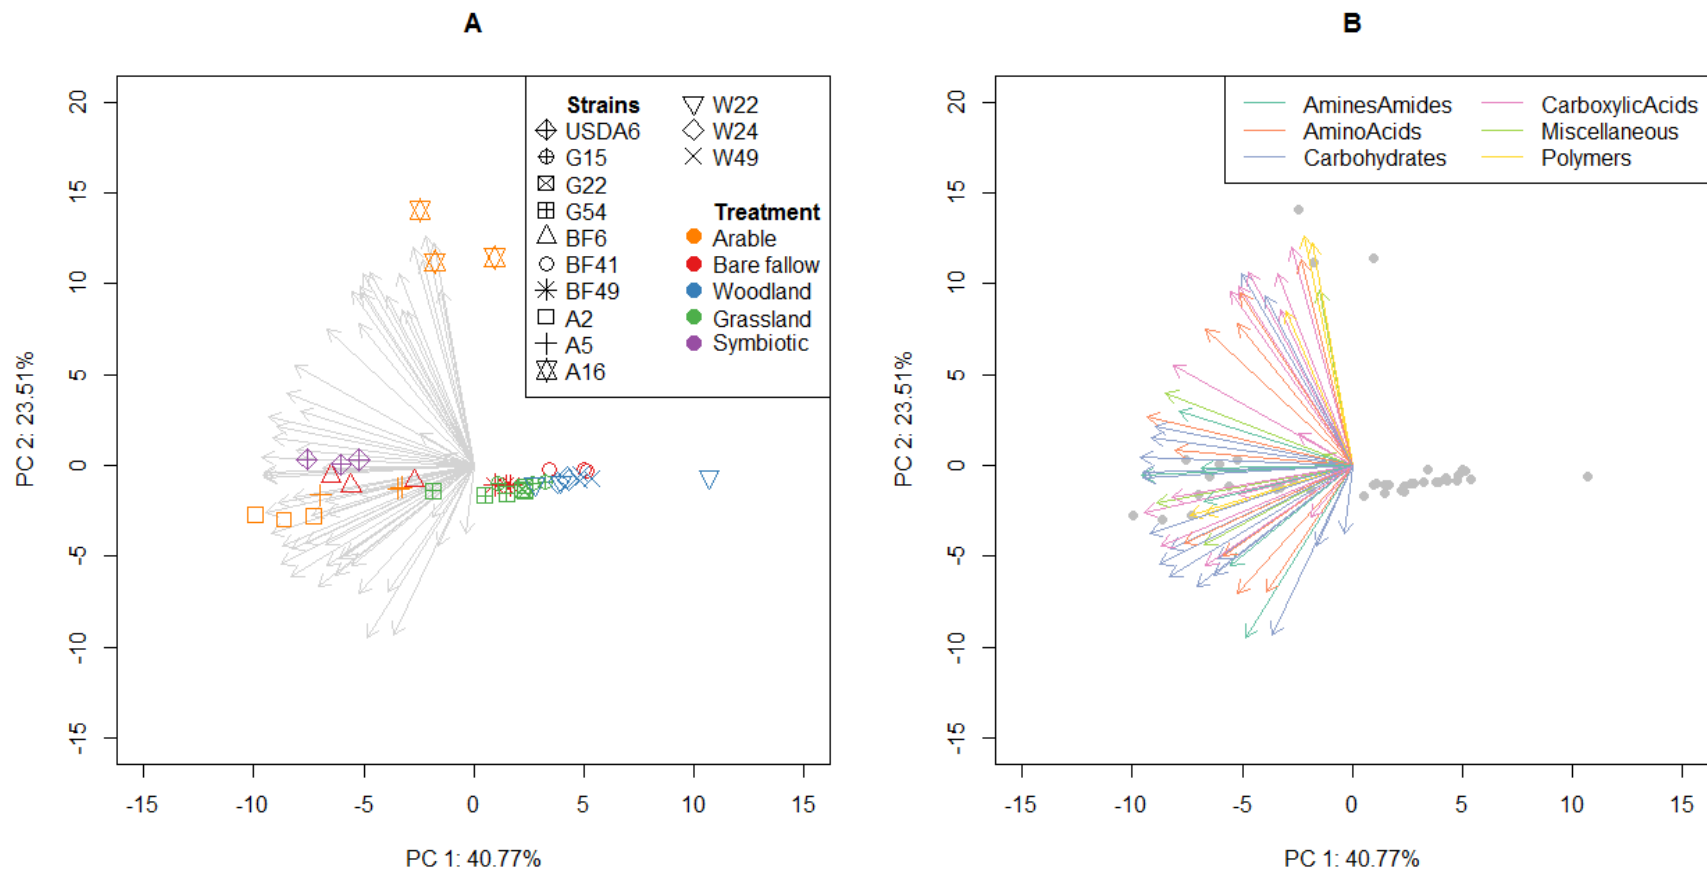 A
Strains
USDA6
G15
G22
G54
BF6
BF41
BF49
A2
A5
A16
W22
W24
W49
Treatment
Arable
Bare fallow
Woodland
Grassland
Symbiotic
20
15
10
5
0
-5
-10
-15
PC 2: 23.51%
-15 -10 -5 0 5 10 15
PC 1: 40.77%
B
AminesAmides
AminoAcids
Carbohydrates
CarboxylicAcids
Miscellaneous
Polymers
20
15
10
5
0
-5
-10
-15
PC 2: 23.51%
-15 -10 -5 0 5 10 15
PC 1: 40.77%